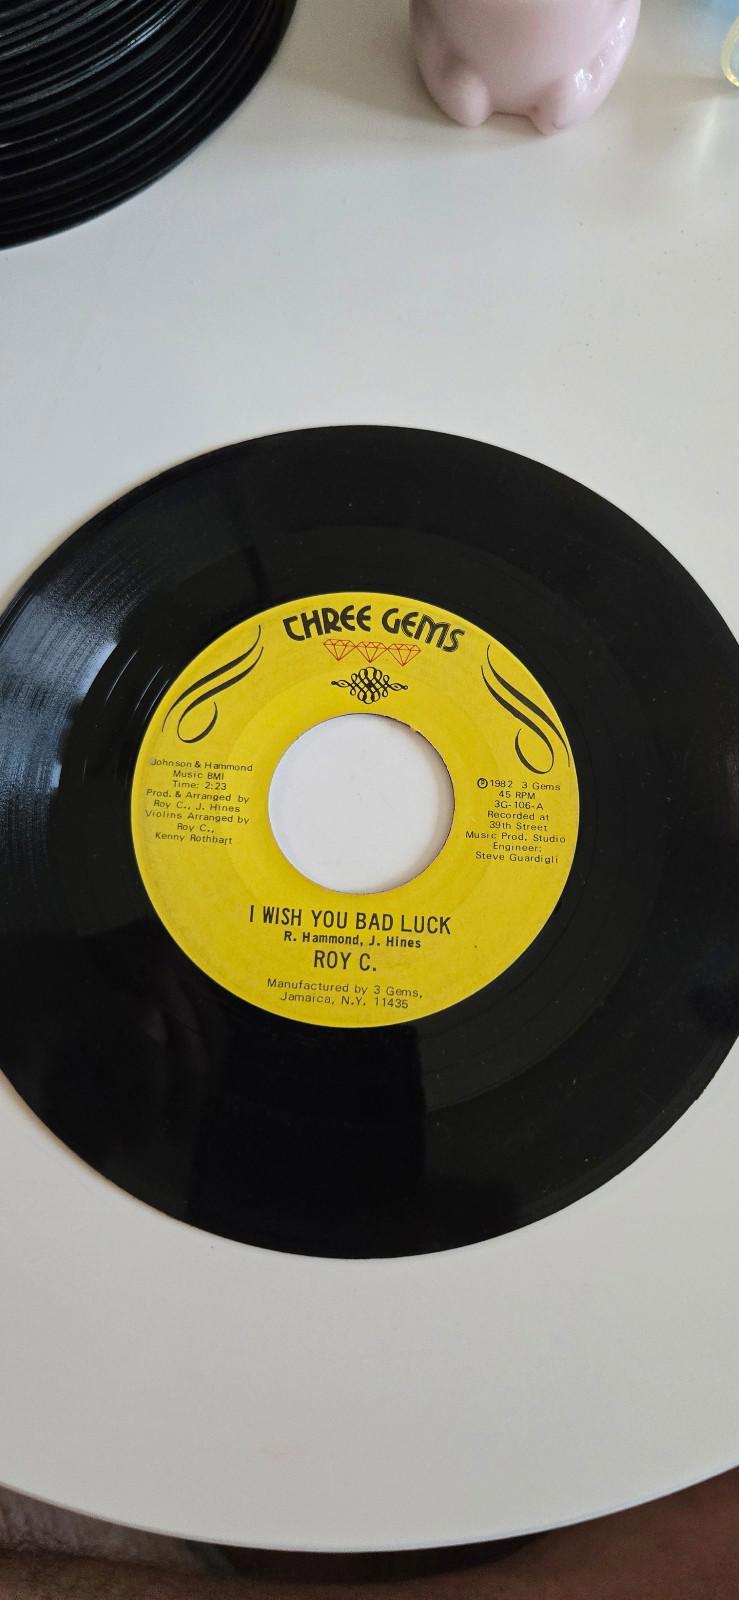 THREE GEMS
Johnson & Hammond
Music BMI
Time: 2:23
Prod. & Arranged by
Roy C., J. Hines
Violins Arranged by
Roy C.,
Kenny Rothbart
℗1982 3 Gems
45 RPM
3G-106-A
Recorded at
39th Street
Music Prod. Studio
Engineer:
Steve Guardigli
I WISH YOU BAD LUCK
R. Hammond, J. Hines
ROY C.
Manufactured by 3 Gems,
Jamaica, N.Y. 11435